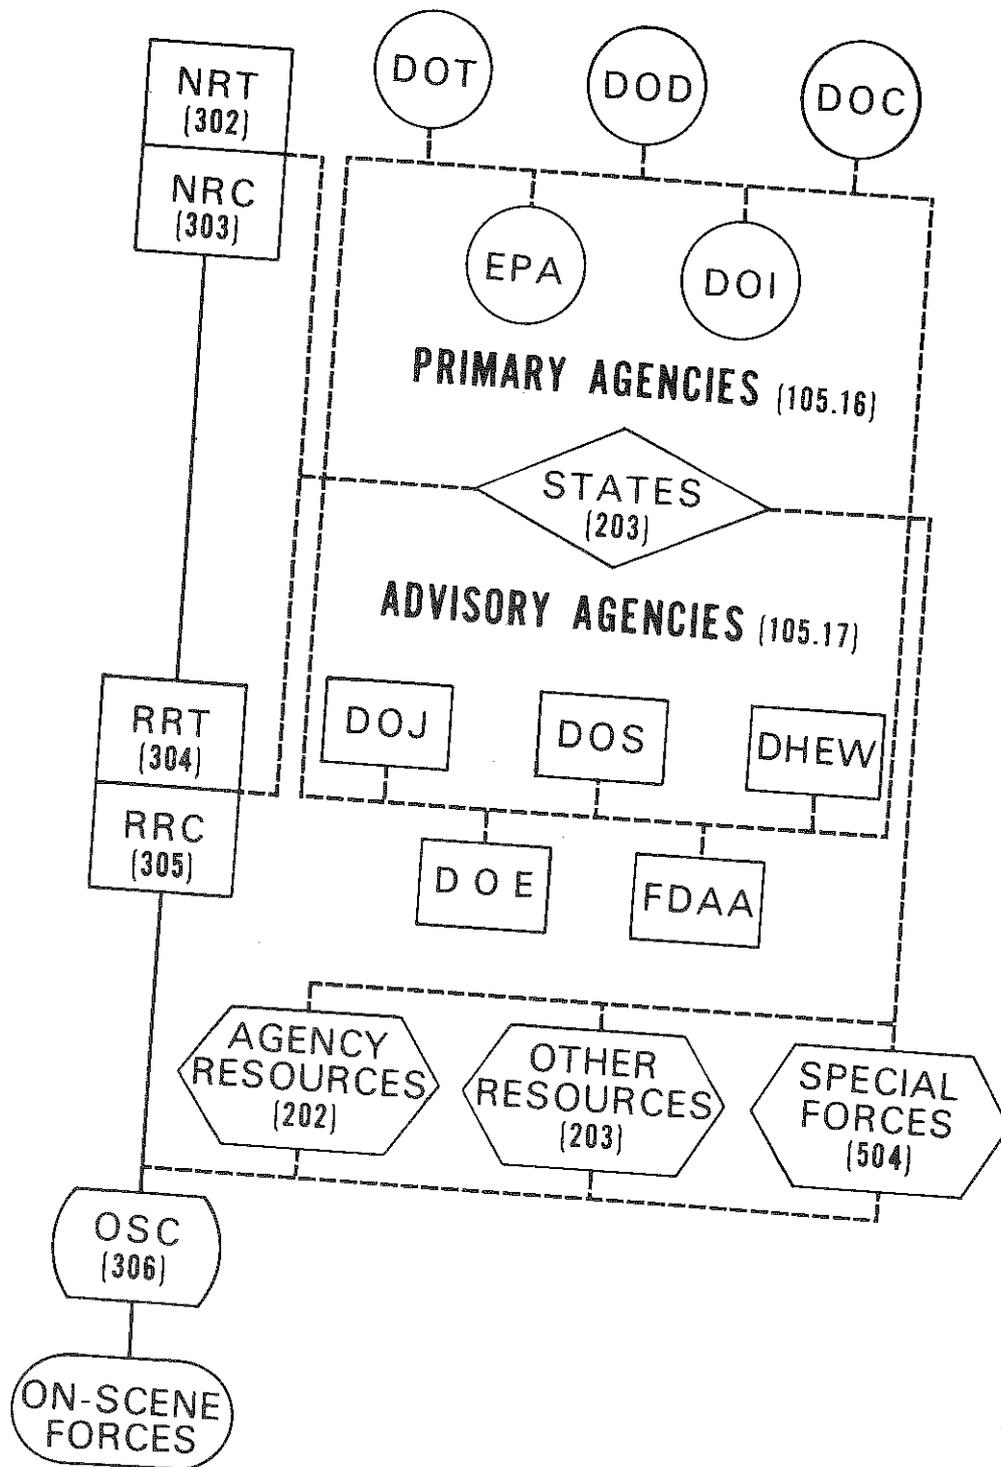 NRT
(302)
NRC
(303)
DOT
DOD
DOC
EPA
DOI
PRIMARY AGENCIES (105.16)
STATES
(203)
ADVISORY AGENCIES (105.17)
RRT
(304)
RRC
(305)
DOJ
DOS
DHEW
DOE
FDAA
AGENCY
RESOURCES
(202)
OTHER
RESOURCES
(203)
SPECIAL
FORCES
(504)
OSC
(306)
ON-SCENE
FORCES